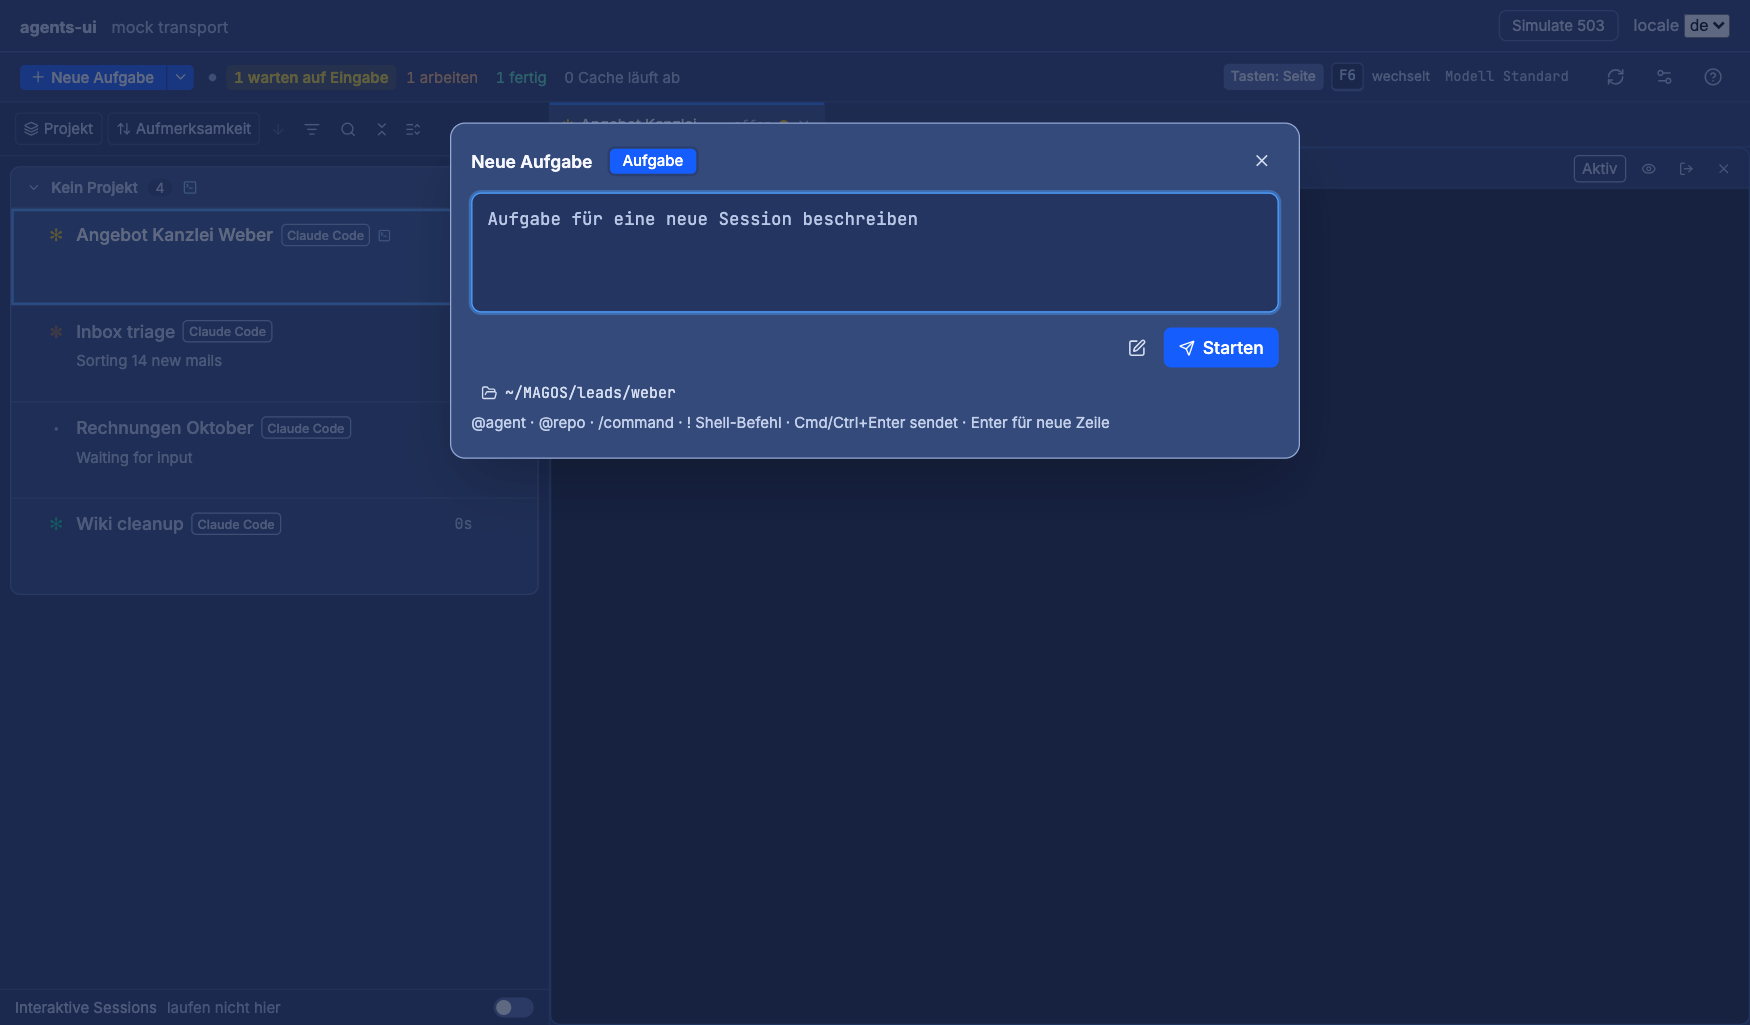 agents-ui mock transport Simulate 503 locale de
+ Neue Aufgabe 1 warten auf Eingabe 1 arbeiten 1 fertig 0 Cache läuft ab Tasten: Seite F6 wechselt Modell Standard
Projekt Aufmerksamkeit
Kein Projekt 4 Aktiv
Angebot Kanzlei Weber Claude Code
Inbox triage Claude Code
Sorting 14 new mails
Rechnungen Oktober Claude Code
Waiting for input
Wiki cleanup Claude Code 0s
Neue Aufgabe Aufgabe
Aufgabe für eine neue Session beschreiben
Starten
~/MAGOS/leads/weber
@agent · @repo · /command · ! Shell-Befehl · Cmd/Ctrl+Enter sendet · Enter für neue Zeile
Interaktive Sessions laufen nicht hier